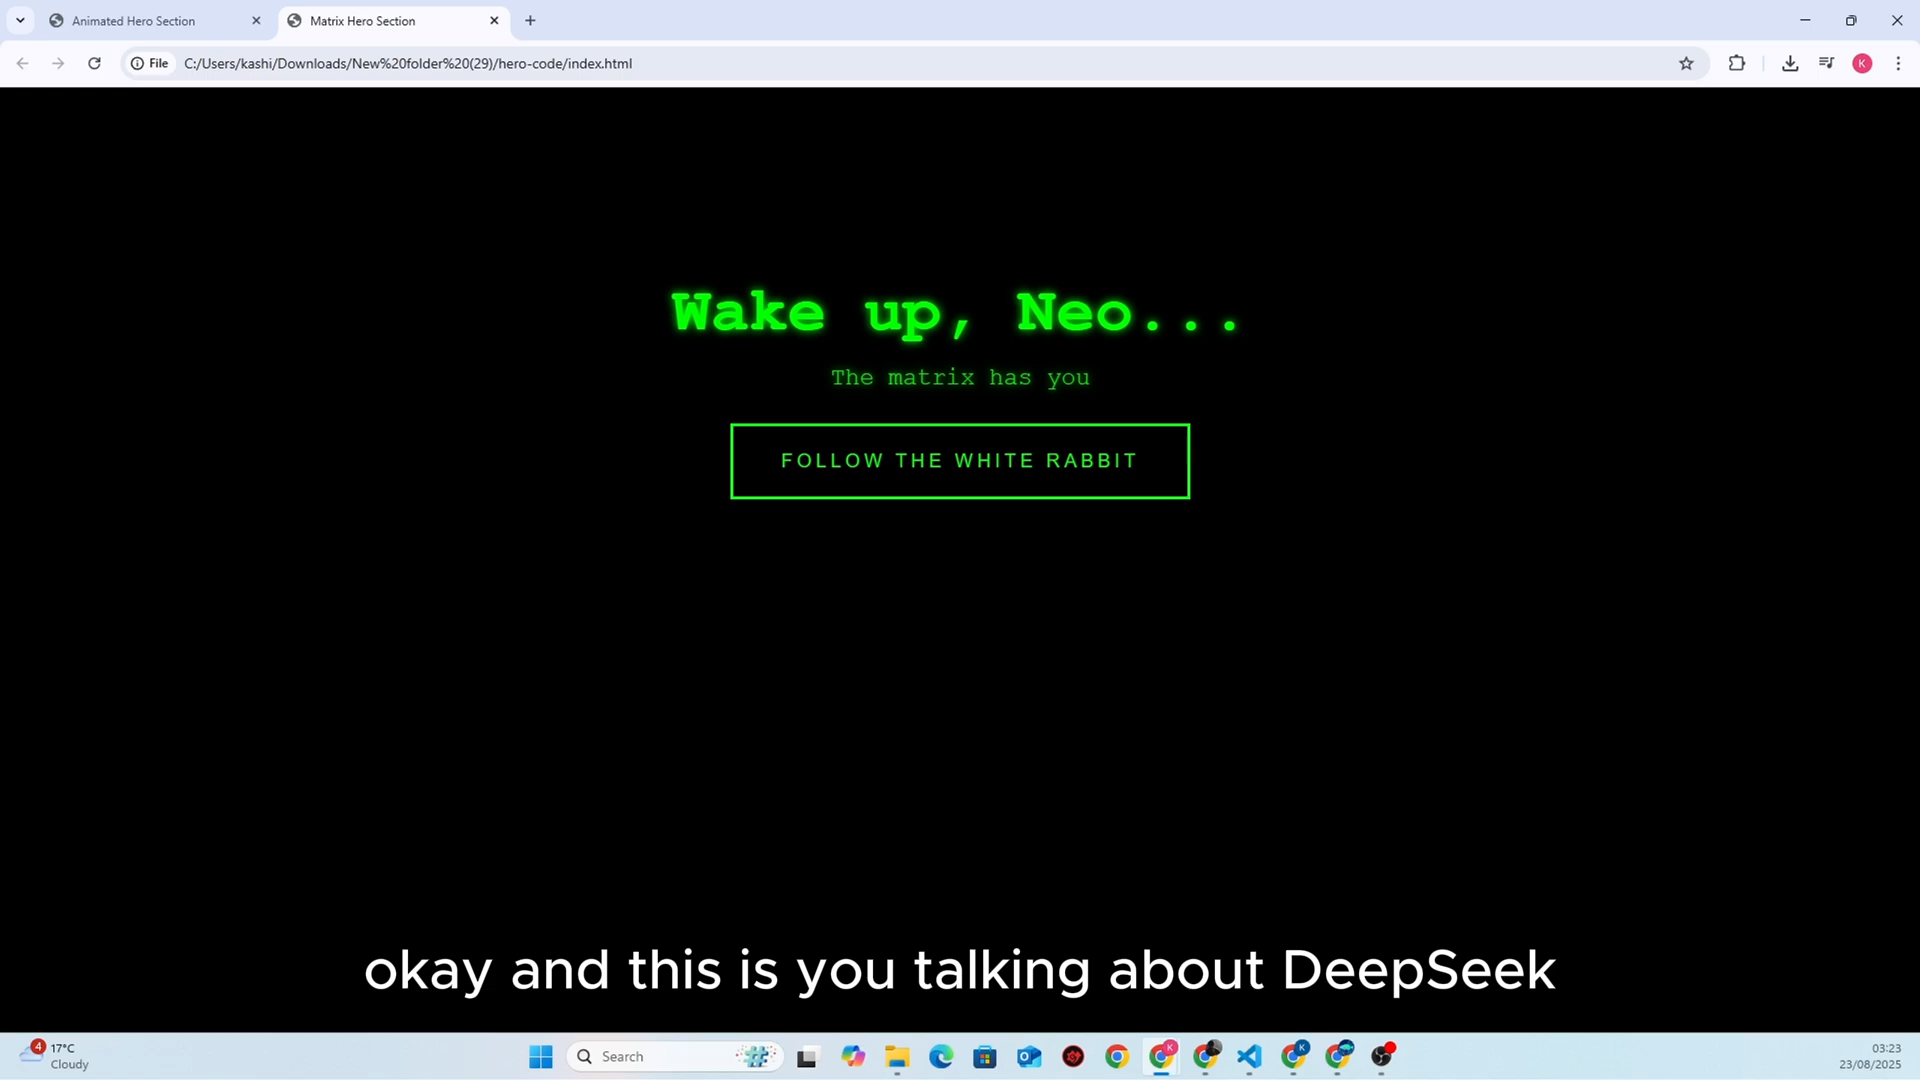 Animated Hero Section
Matrix Hero Section
File
C:/Users/kashi/Downloads/New%20folder%20(29)/hero-code/index.html
K
Wake up, Neo...
The matrix has you
FOLLOW THE WHITE RABBIT
okay and this is you talking about DeepSeek
4
17°C
Cloudy
Search
K
K
03:23
23/08/2025